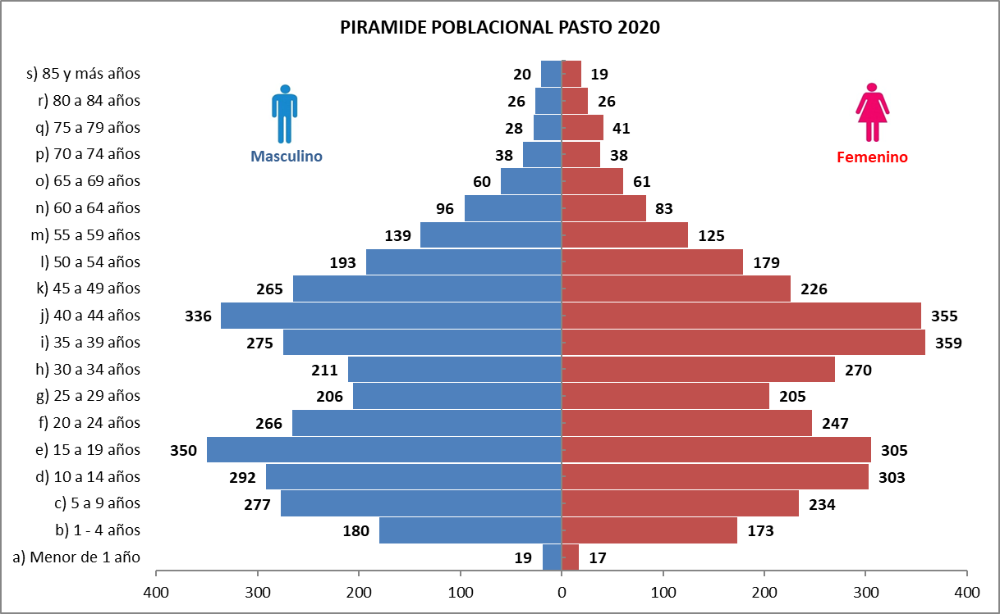 PIRAMIDE POBLACIONAL PASTO 2020
s) 85 y más años 20 19
r) 80 a 84 años 26 26
q) 75 a 79 años 28 41
p) 70 a 74 años 38 38
Masculino Femenino
o) 65 a 69 años 60 61
n) 60 a 64 años 96 83
m) 55 a 59 años 139 125
l) 50 a 54 años 193 179
k) 45 a 49 años 265 226
j) 40 a 44 años 336 355
i) 35 a 39 años 275 359
h) 30 a 34 años 211 270
g) 25 a 29 años 206 205
f) 20 a 24 años 266 247
e) 15 a 19 años 350 305
d) 10 a 14 años 292 303
c) 5 a 9 años 277 234
b) 1 - 4 años 180 173
a) Menor de 1 año 19 17
400 300 200 100 0 100 200 300 400